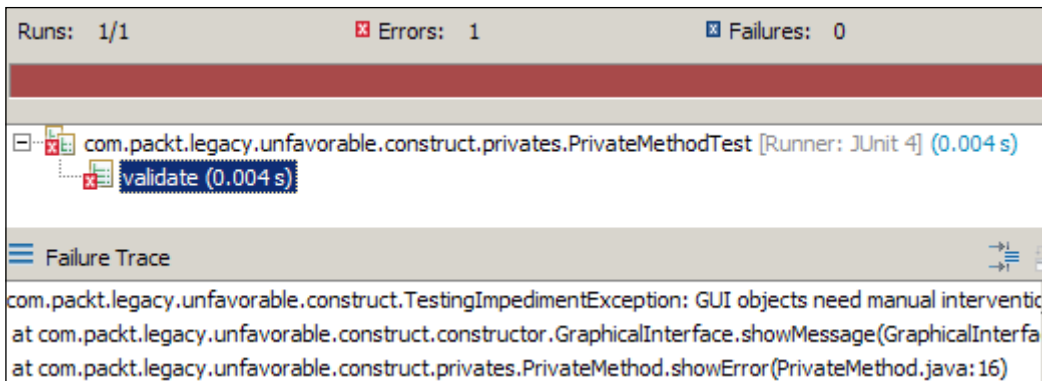 Runs: 1/1 Errors: 1 Failures: 0
com.packt.legacy.unfavorable.construct.privates.PrivateMethodTest [Runner: JUnit 4] (0.004 s)
validate (0.004 s)
Failure Trace
com.packt.legacy.unfavorable.construct.TestingImpedimentException: GUI objects need manual
at com.packt.legacy.unfavorable.construct.constructor.GraphicalInterface.showMessage(
at com.packt.legacy.unfavorable.construct.privates.PrivateMethod.showError(PrivateMethod.java:16)